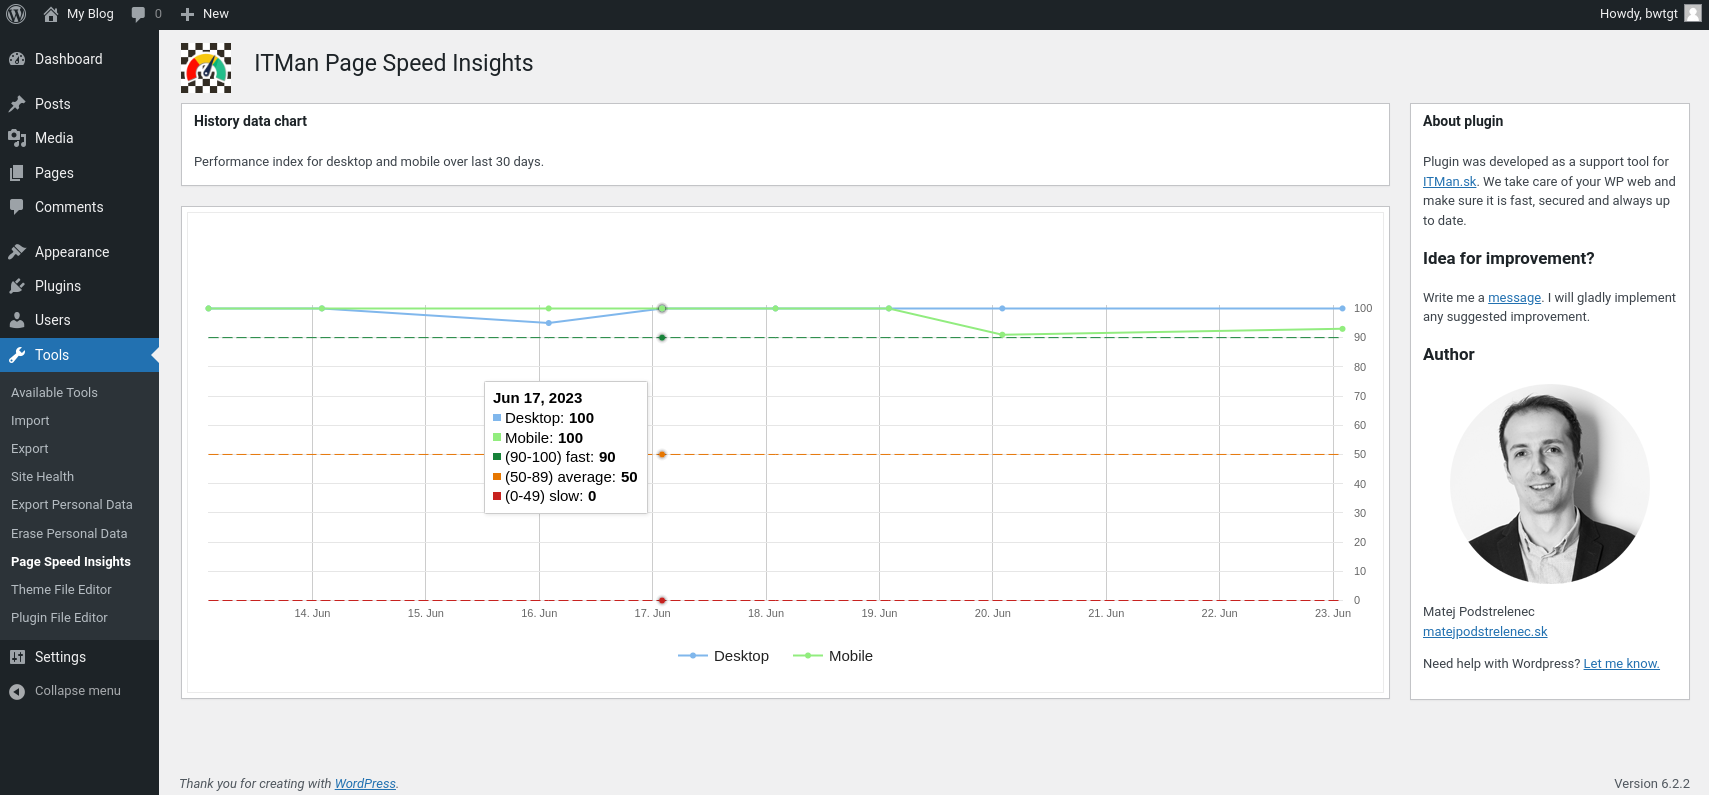 My Blog
0
New
Howdy, bwtgt
Dashboard
Posts
Media
Pages
Comments
Appearance
Plugins
Users
Tools
Available Tools
Import
Export
Site Health
Export Personal Data
Erase Personal Data
Page Speed Insights
Theme File Editor
Plugin File Editor
Settings
Collapse menu
ITMan Page Speed Insights
History data chart
Performance index for desktop and mobile over last 30 days.
100
90
80
70
60
50
40
30
20
10
0
Jun 17, 2023
Desktop: 100
Mobile: 100
(90-100) fast: 90
(50-89) average: 50
(0-49) slow: 0
14. Jun
15. Jun
16. Jun
17. Jun
18. Jun
19. Jun
20. Jun
21. Jun
22. Jun
23. Jun
Desktop
Mobile
About plugin
Plugin was developed as a support tool for
ITMan.sk. We take care of your WP web and
make sure it is fast, secured and always up
to date.
Idea for improvement?
Write me a message. I will gladly implement
any suggested improvement.
Author
Matej Podstrelenec
matejpodstrelenec.sk
Need help with Wordpress? Let me know.
Thank you for creating with WordPress.
Version 6.2.2